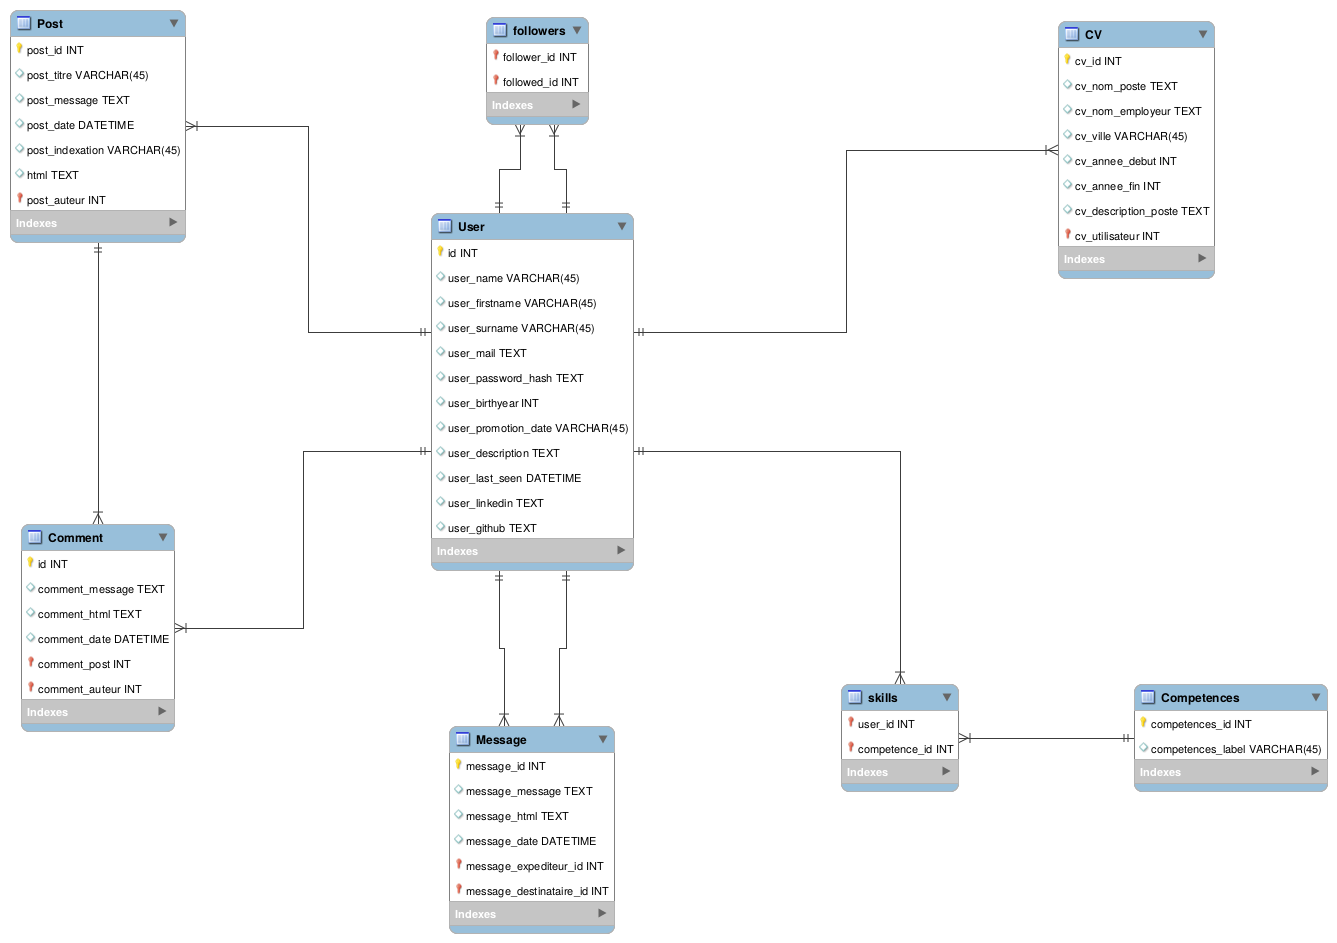 Post
post_id INT
post_titre VARCHAR(45)
post_message TEXT
post_date DATETIME
post_indexation VARCHAR(45)
html TEXT
post_auteur INT
Indexes
followers
follower_id INT
followed_id INT
Indexes
CV
cv_id INT
cv_nom_poste TEXT
cv_nom_employeur TEXT
cv_ville VARCHAR(45)
cv_annee_debut INT
cv_annee_fin INT
cv_description_poste TEXT
cv_utilisateur INT
Indexes
User
id INT
user_name VARCHAR(45)
user_firstname VARCHAR(45)
user_surname VARCHAR(45)
user_mail TEXT
user_password_hash TEXT
user_birthyear INT
user_promotion_date VARCHAR(45)
user_description TEXT
user_last_seen DATETIME
user_linkedin TEXT
user_github TEXT
Indexes
Comment
id INT
comment_message TEXT
comment_html TEXT
comment_date DATETIME
comment_post INT
comment_auteur INT
Indexes
Message
message_id INT
message_message TEXT
message_html TEXT
message_date DATETIME
message_expediteur_id INT
message_destinataire_id INT
Indexes
skills
user_id INT
competence_id INT
Indexes
Competences
competences_id INT
competences_label VARCHAR(45)
Indexes